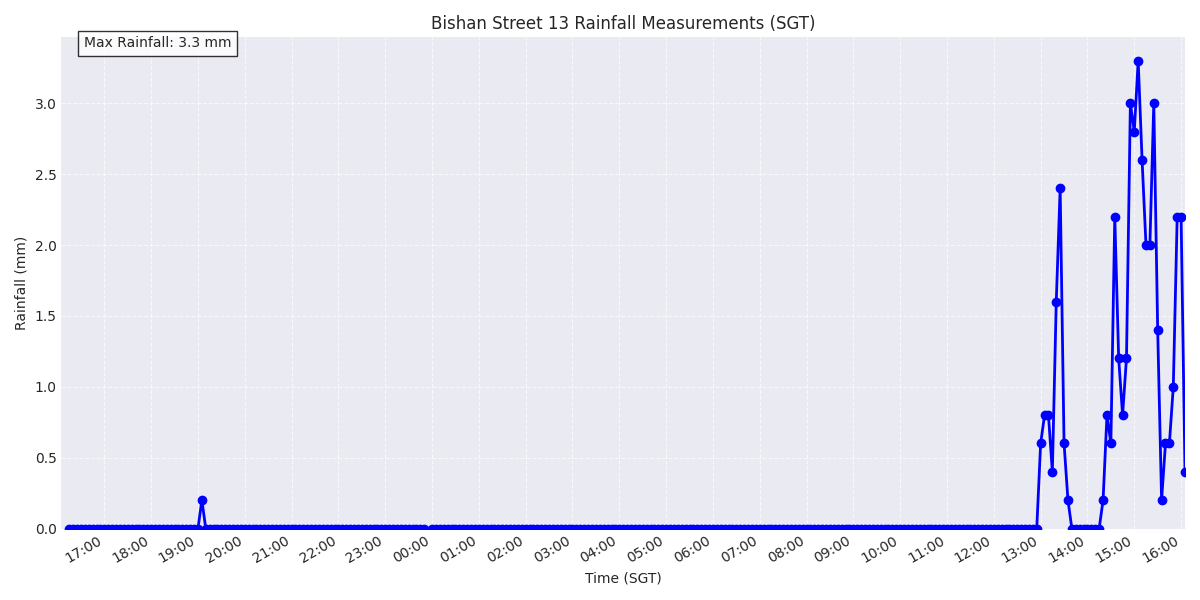 Bishan Street 13 Rainfall Measurements (SGT)
Max Rainfall: 3.3 mm
Rainfall (mm)
3.0
2.5
2.0
1.5
1.0
0.5
0.0
17:00 18:00 19:00 20:00 21:00 22:00 23:00 00:00 01:00 02:00 03:00 04:00 05:00 06:00 07:00 08:00 09:00 10:00 11:00 12:00 13:00 14:00 15:00 16:00
Time (SGT)